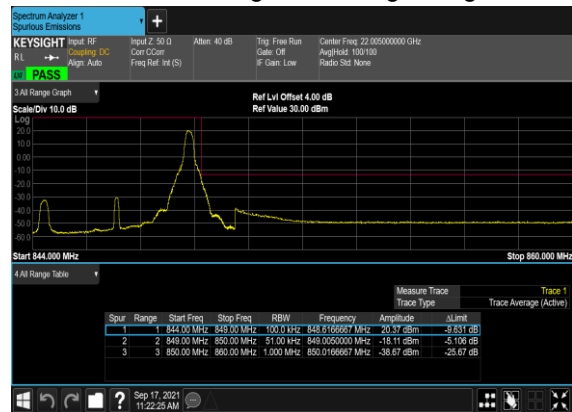 Spectrum Analyzer 1
Spurious Emissions
+
KEYSIGHT Input: RF Input Z: 50 Ω Atten: 40 dB Trig: Free Run Center Freq: 22.005000000 GHz
RL Coupling: DC Corr CCorr Gate: Off Avg|Hold: 100/100
Align: Auto Freq Ref: Int (S) IF Gain: Low Radio Std: None
PASS
3 All Range Graph
Ref Lvl Offset 4.00 dB
Scale/Div 10.0 dB Ref Value 30.00 dBm
Log
20.0
10.0
0.00
-10.0
-20.0
-30.0
-40.0
-50.0
-60.0
Start 844.000 MHz Stop 860.000 MHz
4 All Range Table
Measure Trace Trace 1
Trace Type Trace Average (Active)
Spur Range Start Freq Stop Freq RBW Frequency Amplitude ΔLimit
1 1 844.00 MHz 849.00 MHz 100.0 kHz 848.6166667 MHz 20.37 dBm -9.631 dB
2 2 849.00 MHz 850.00 MHz 51.00 kHz 849.0050000 MHz -18.11 dBm -5.106 dB
3 3 850.00 MHz 860.00 MHz 1.000 MHz 850.0166667 MHz -38.67 dBm -25.67 dB
? Sep 17, 2021
11:22:25 AM